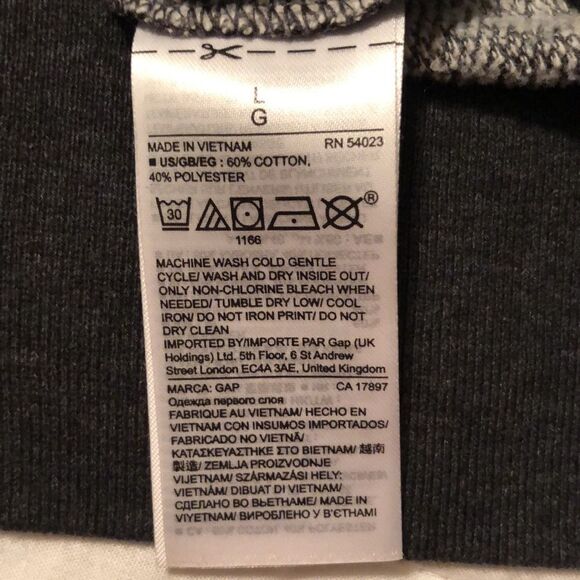 L
G
MADE IN VIETNAM RN 54023
■ US/GB/EG : 60% COTTON,
40% POLYESTER
30
®
1166
MACHINE WASH COLD GENTLE
CYCLE/ WASH AND DRY INSIDE OUT/
ONLY NON-CHLORINE BLEACH WHEN
NEEDED/ TUMBLE DRY LOW/ COOL
IRON/ DO NOT IRON PRINT/ DO NOT
DRY CLEAN
IMPORTED BY/IMPORTE PAR Gap (UK
Holdings) Ltd. 5th Floor, 6 St Andrew
Street London EC4A 3AE, United Kingdom
MARCA: GAP CA 17897
Одежда первого слоя
FABRIQUE AU VIETNAM/ HECHO EN
VIETNAM CON INSUMOS IMPORTADOS/
FABRICADO NO VIETNÃ/
ΚΑΤΑΣΚΕΥΑΣΤΗΚΕ ΣΤΟ ΒΙΕΤΝΑΜ/ 越南
製造/ ZEMLJA PROIZVODNJE
VIJETNAM/ SZÁRMAZÁSI HELY:
VIETNÁM/ DIBUAT DI VIETNAM/
СДЕЛАНО ВО ВЬЕТНАМЕ/ MADE IN
VIYETNAM/ ВИРОБЛЕНО У В'ЄТНАМІ